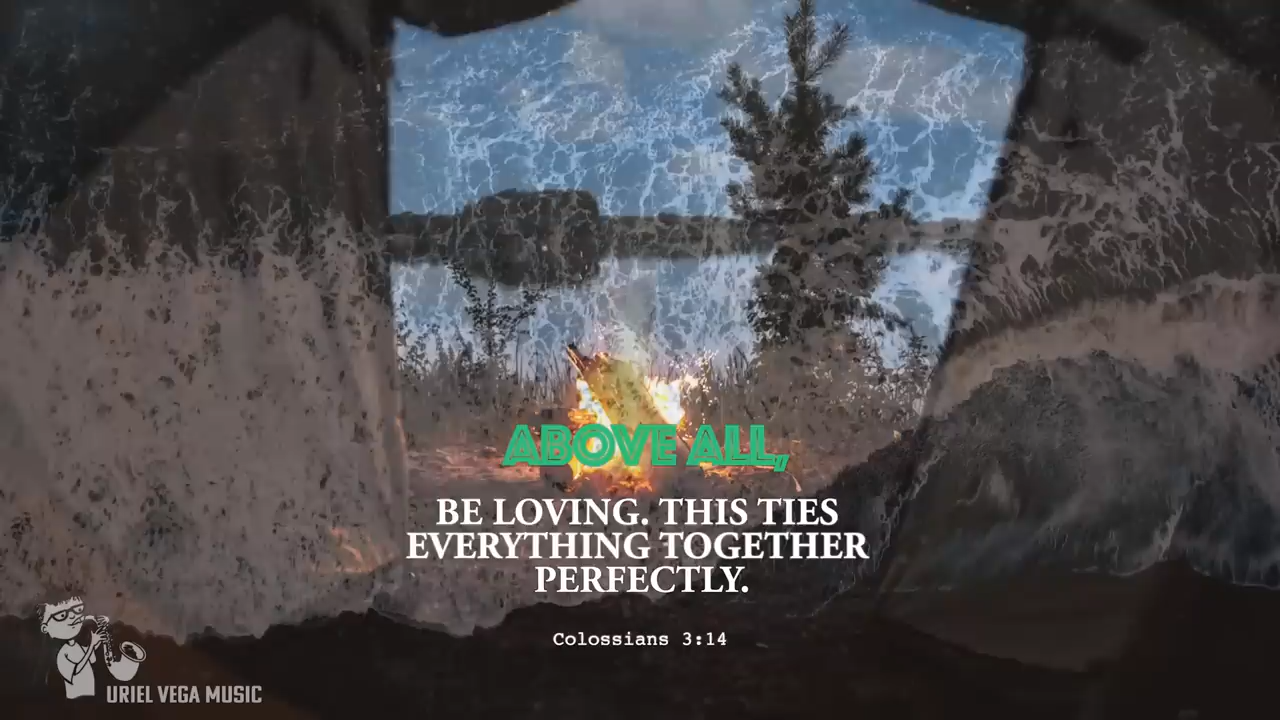 ABOVE ALL,
BE LOVING. THIS TIES
EVERYTHING TOGETHER
PERFECTLY.
Colossians 3:14
URIEL VEGA MUSIC